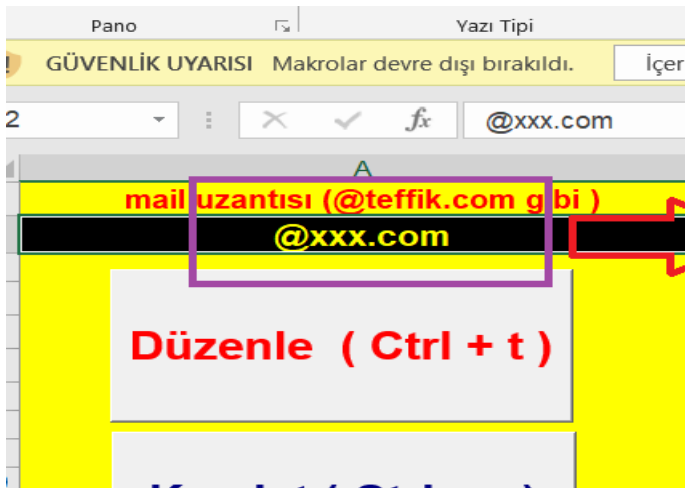 Pano
Yazı Tipi
GÜVENLİK UYARISI Makrolar devre dışı bırakıldı.
2
fx
@xxx.com
A
mail uzantısı (@teffik.com gibi )
@xxx.com
Düzenle ( Ctrl + t )